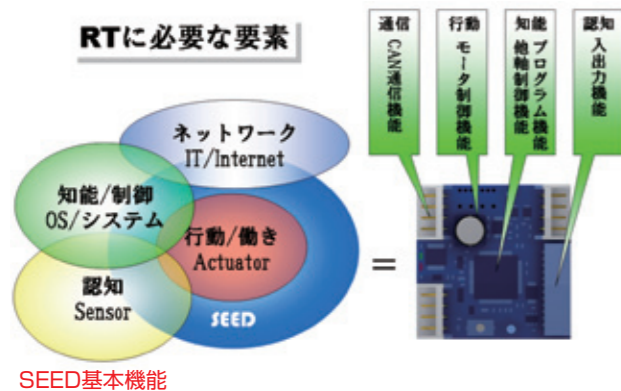 RTに必要な要素
ネットワーク
IT/Internet
知能/制御
OS/システム
行動/働き
Actuator
認知
Sensor
SEED
=
通信
CAN通信機能
行動
モータ制御機能
知能
プログラム機能
他軸制御機能
認知
入出力機能
SEED基本機能